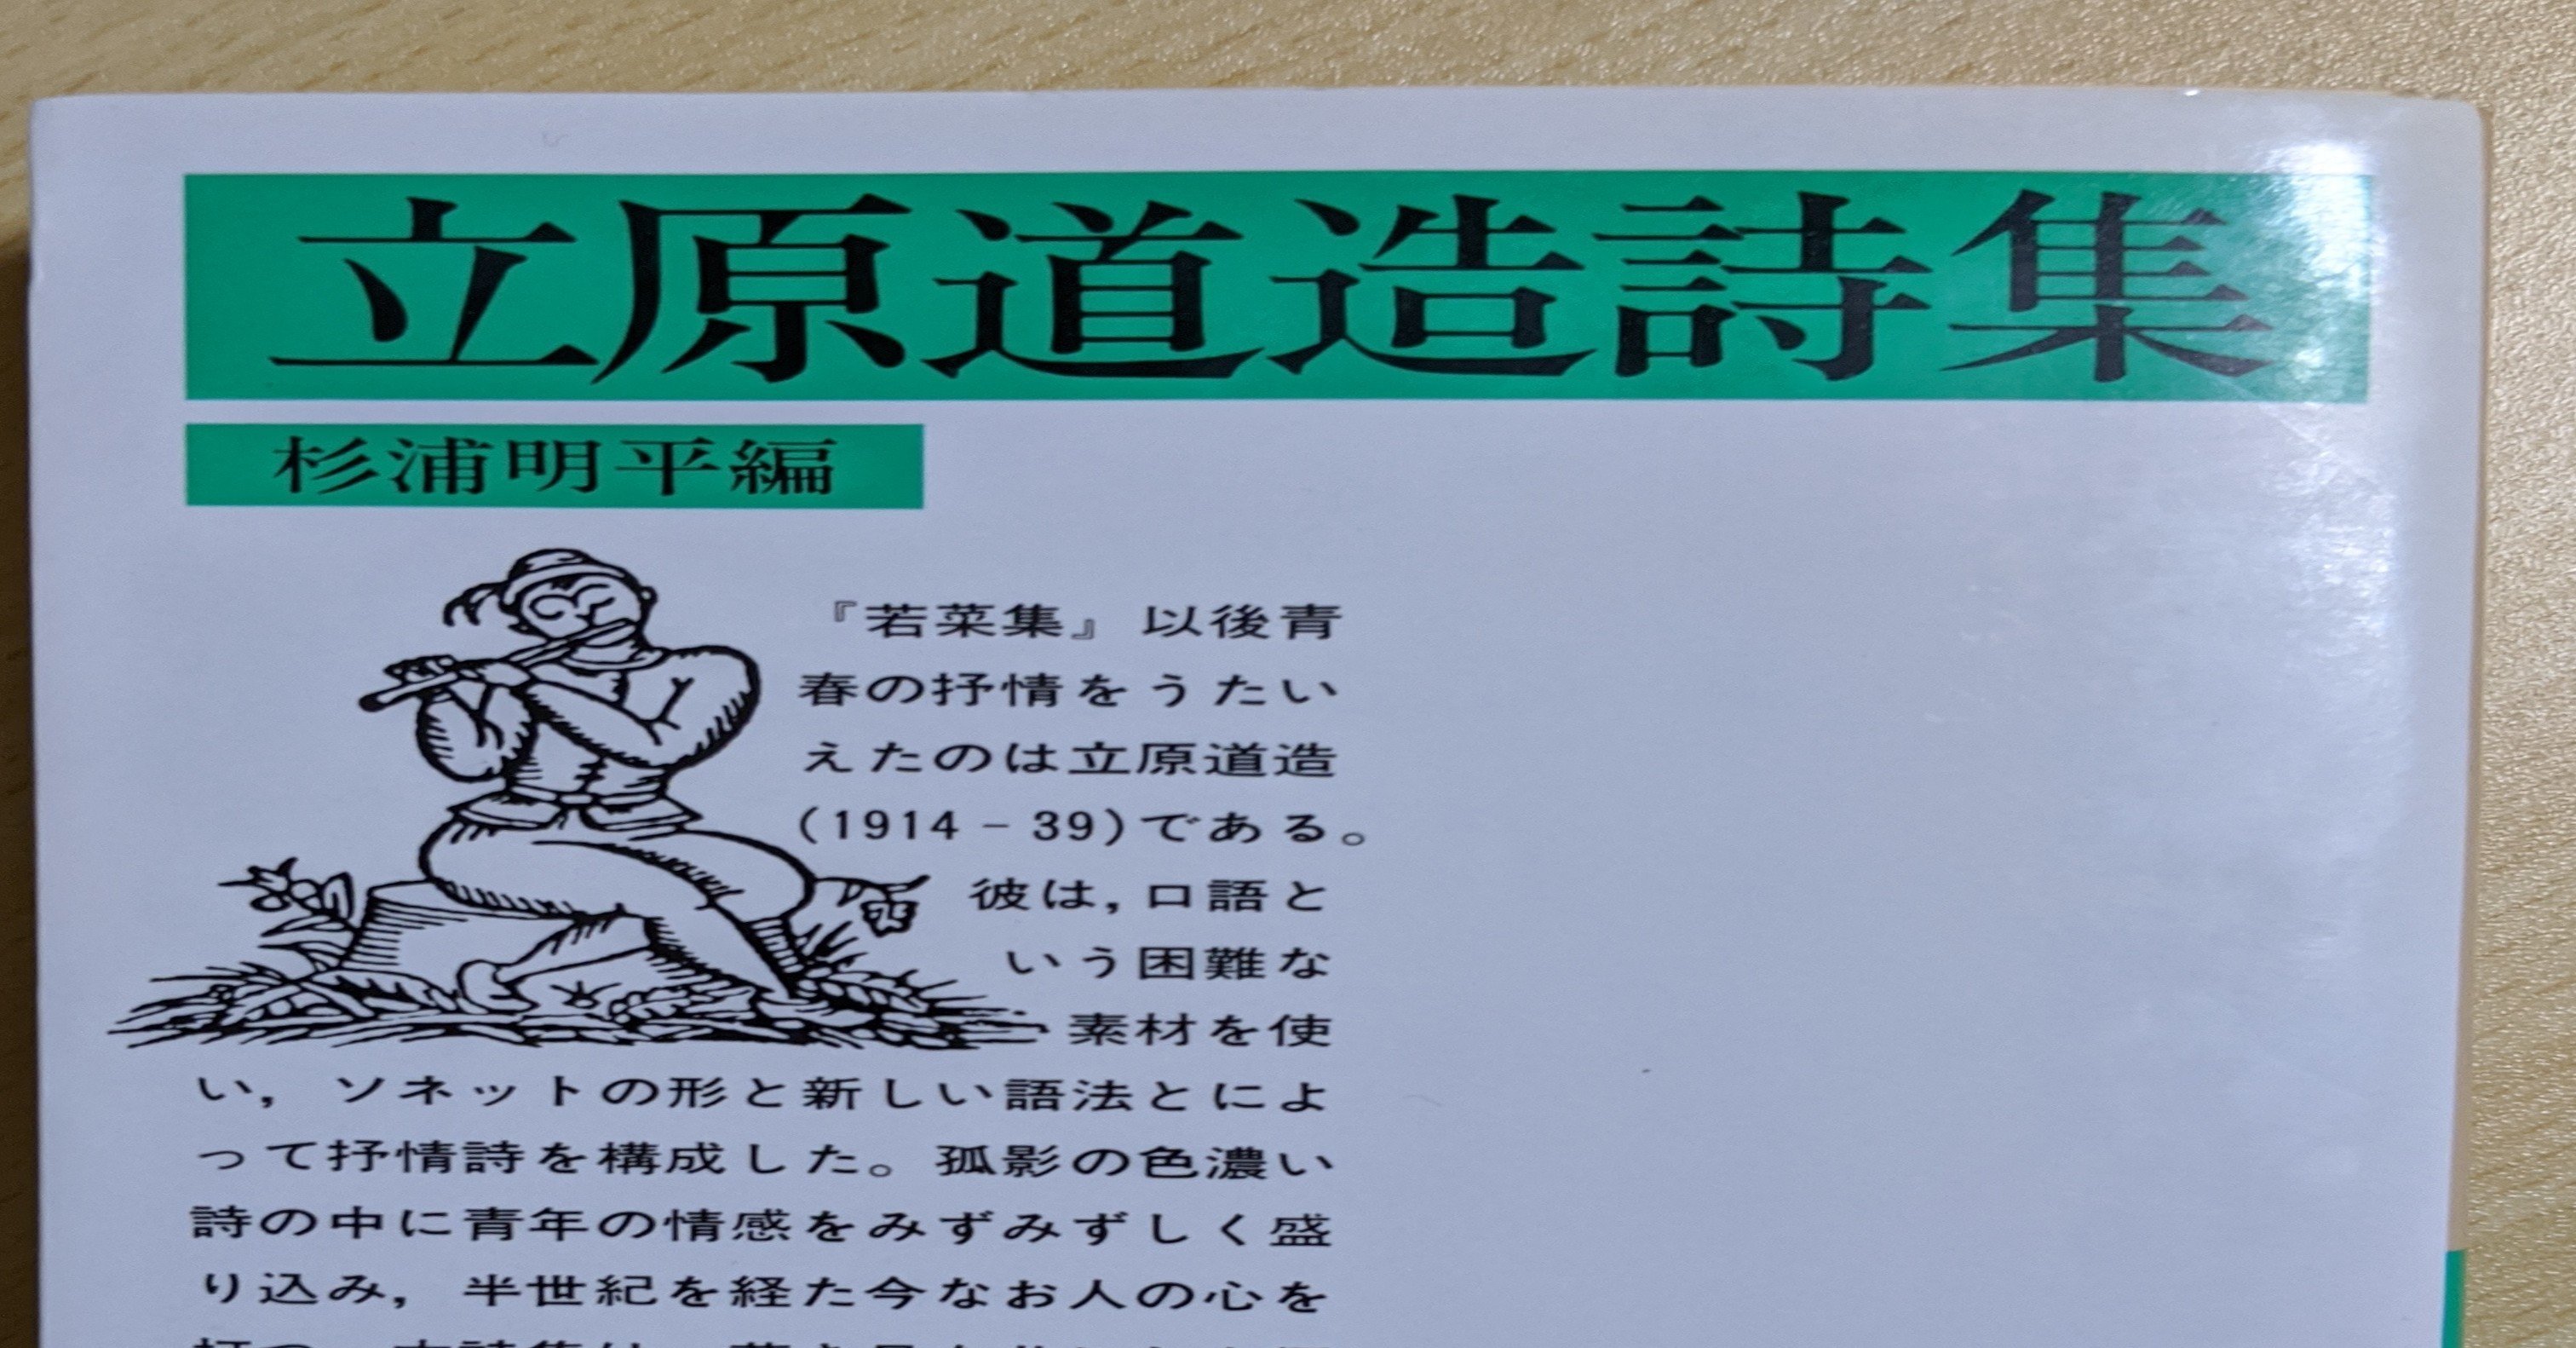 立原道造詩集
杉浦明平編
『若菜集』以後青
春の抒情をうたい
えたのは立原道造
(1914－39)である。
彼は，口語と
いう困難な
素材を使
い，ソネットの形と新しい語法とによ
って抒情詩を構成した。孤影の色濃い
詩の中に青年の情感をみずみずしく盛
り込み，半世紀を経た今なお人の心を